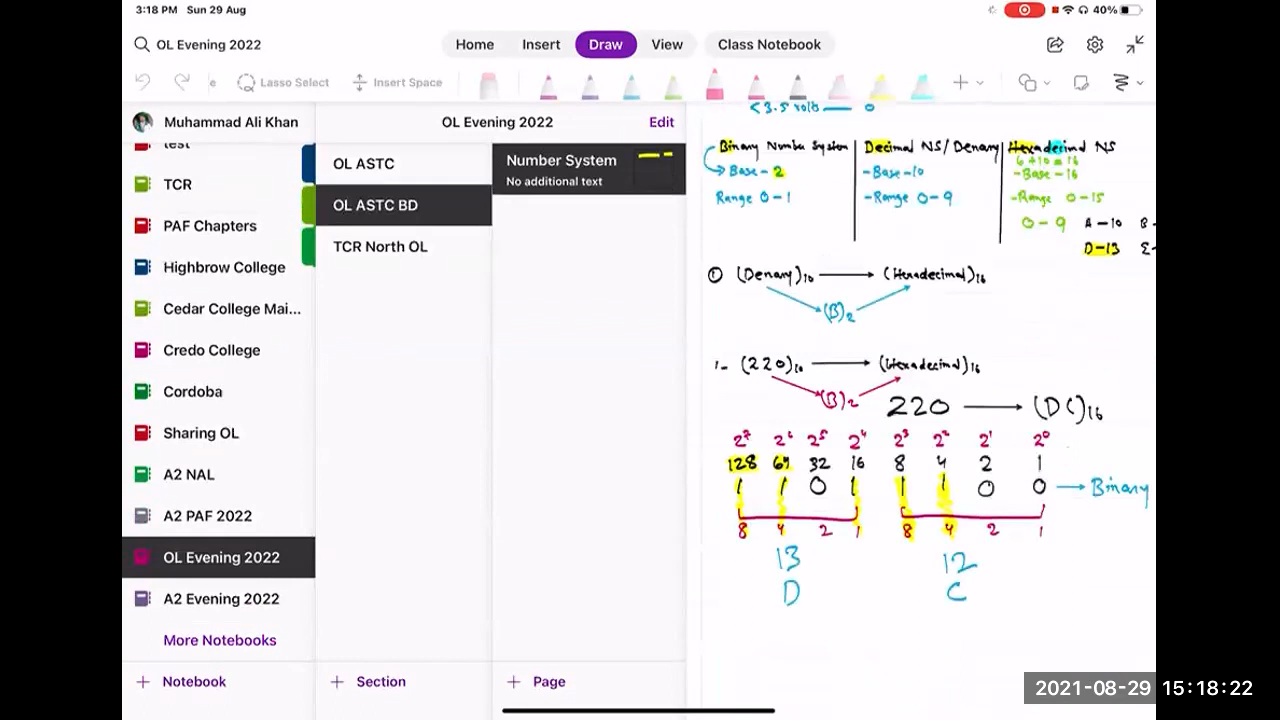 3:18 PM Sun 29 Aug
40%
OL Evening 2022
Home Insert Draw View Class Notebook
e Lasso Select Insert Space
Muhammad Ali Khan
test
TCR
PAF Chapters
Highbrow College
Cedar College Mai...
Credo College
Cordoba
Sharing OL
A2 NAL
A2 PAF 2022
OL Evening 2022
A2 Evening 2022
More Notebooks
+ Notebook
OL ASTC
OL ASTC BD
TCR North OL
+ Section
OL Evening 2022 Edit
Number System
No additional text
+ Page
<3.5 volts — 0
Binary Number System
Base - 2
Range 0-1
Decimal NS/Denary
-Base-10
-Range 0-9
Hexadecimal NS
6+10=16
-Base-16
-Range 0-15
0-9 A-10 B-
D-13 E-
① (Denary)10 → (Hexadecimal)16
(B)2
1- (220)10 → (Hexadecimal)16
(B)2
220 → (DC)16
2⁷ 2⁶ 2⁵ 2⁴ 2³ 2² 2¹ 2⁰
128 64 32 16 8 4 2 1
1 1 0 1 1 1 0 0 → Binary
8 4 2 1 8 4 2 1
13 12
D C
2021-08-29 15:18:22